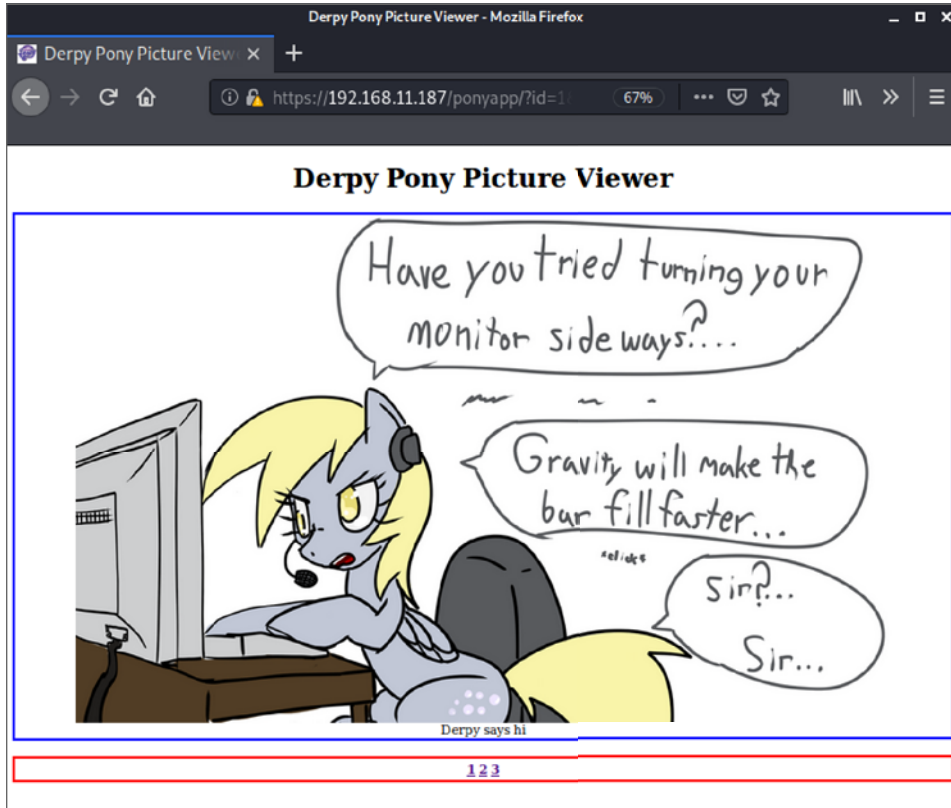 Derpy Pony Picture Viewer - Mozilla Firefox
Derpy Pony Picture View
https://192.168.11.187/ponyapp/?id=1
67%
Derpy Pony Picture Viewer
Have you tried turning your
monitor sideways?....
Gravity will make the
bar fill faster...
*click*
Sir?...
Sir...
Derpy says hi
1 2 3